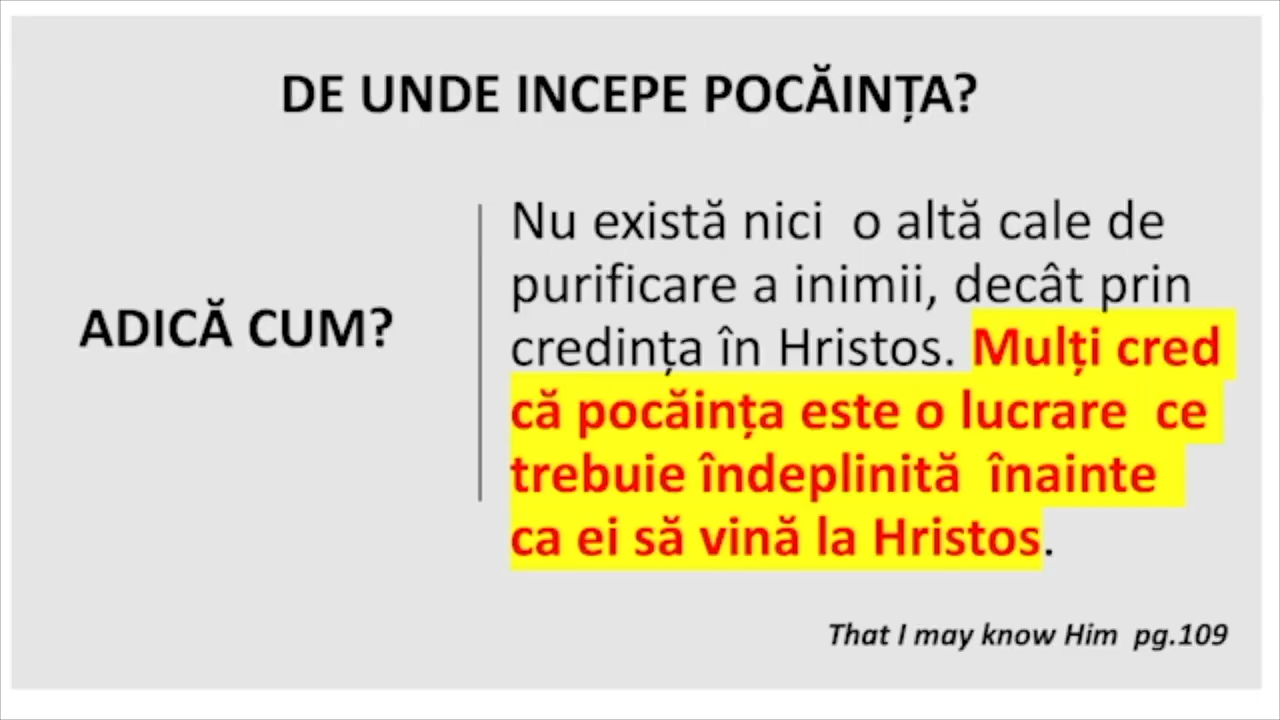 DE UNDE INCEPE POCĂINȚA?
ADICĂ CUM?
Nu există nici  o altă cale de
purificare a inimii, decât prin
credința în Hristos. Mulți cred
că pocăința este o lucrare  ce
trebuie îndeplinită  înainte
ca ei să vină la Hristos.
That I may know Him  pg.109